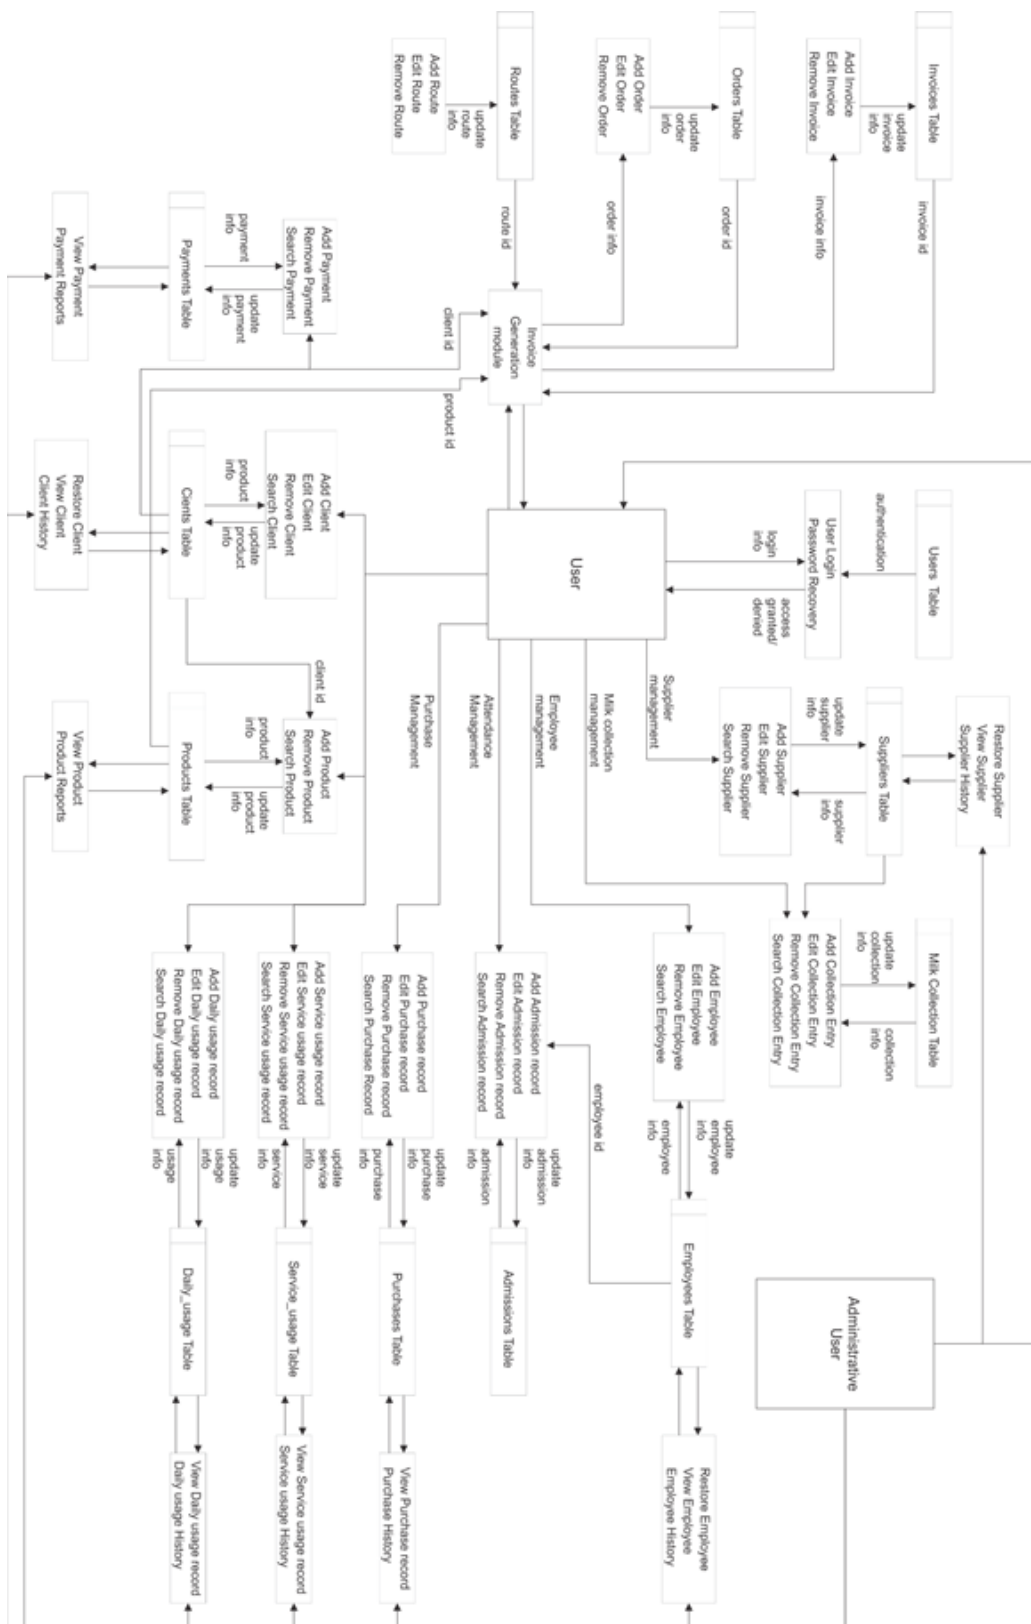 Invoices Table
update
invoice
info
Add Invoice
Edit Invoice
Remove Invoice
invoice id
invoice info
Orders Table
update
order
info
Add Order
Edit Order
Remove Order
order id
order info
Routes Table
update
route
info
Add Route
Edit Route
Remove Route
route id
Invoice
Generation
module
client id
product id
Users Table
authentication
User Login
Password Recovery
login
info
access
granted/
denied
User
Restore Supplier
View Supplier
Supplier History
Suppliers Table
update
supplier
info
supplier
info
Add Supplier
Edit Supplier
Remove Supplier
Search Supplier
Supplier
management
Milk collection
management
Employee
management
Attendance
Management
Purchase
Management
Milk Collection Table
update
collection
info
collection
info
Add Collection Entry
Edit Collection Entry
Remove Collection Entry
Search Collection Entry
Administrative
User
Add Employee
Edit Employee
Remove Employee
Search Employee
update
employee
info
employee
info
Employees Table
Restore Employee
View Employee
Employee History
employee id
Add Admission record
Edit Admission record
Remove Admission record
Search Admission record
update
admission
info
admission
info
Admissions Table
Add Purchase record
Edit Purchase record
Remove Purchase record
Search Purchase Record
update
purchase
info
purchase
info
Purchases Table
View Purchase record
Purchase History
Add Service usage record
Edit Service usage record
Remove Service usage record
Search Service usage record
update
service
info
service
info
Service_usage Table
View Service usage record
Service usage History
Add Daily usage record
Edit Daily usage record
Remove Daily usage record
Search Daily usage record
update
usage
info
usage
info
Daily_usage Table
View Daily usage record
Daily usage History
Add Payment
Remove Payment
Search Payment
payment
info
update
payment
info
Payments Table
View Payment
Payment Reports
Add Client
Edit Client
Remove Client
Search Client
product
info
update
product
info
Cients Table
Restore Client
View Client
Client History
client id
Add Product
Remove Product
Search Product
product
info
update
product
info
Products Table
View Product
Product Reports